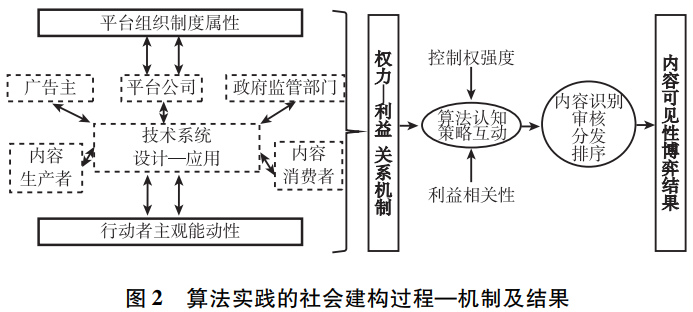 平台组织制度属性
广告主
平台公司
政府监管部门
技术系统
设计—应用
内容
生产者
内容
消费者
行动者主观能动性
权力—利益 关系机制
控制权强度
算法认知
策略互动
利益相关性
内容识别
审核
分发
排序
内容可见性博弈结果
图 2 算法实践的社会建构过程—机制及结果